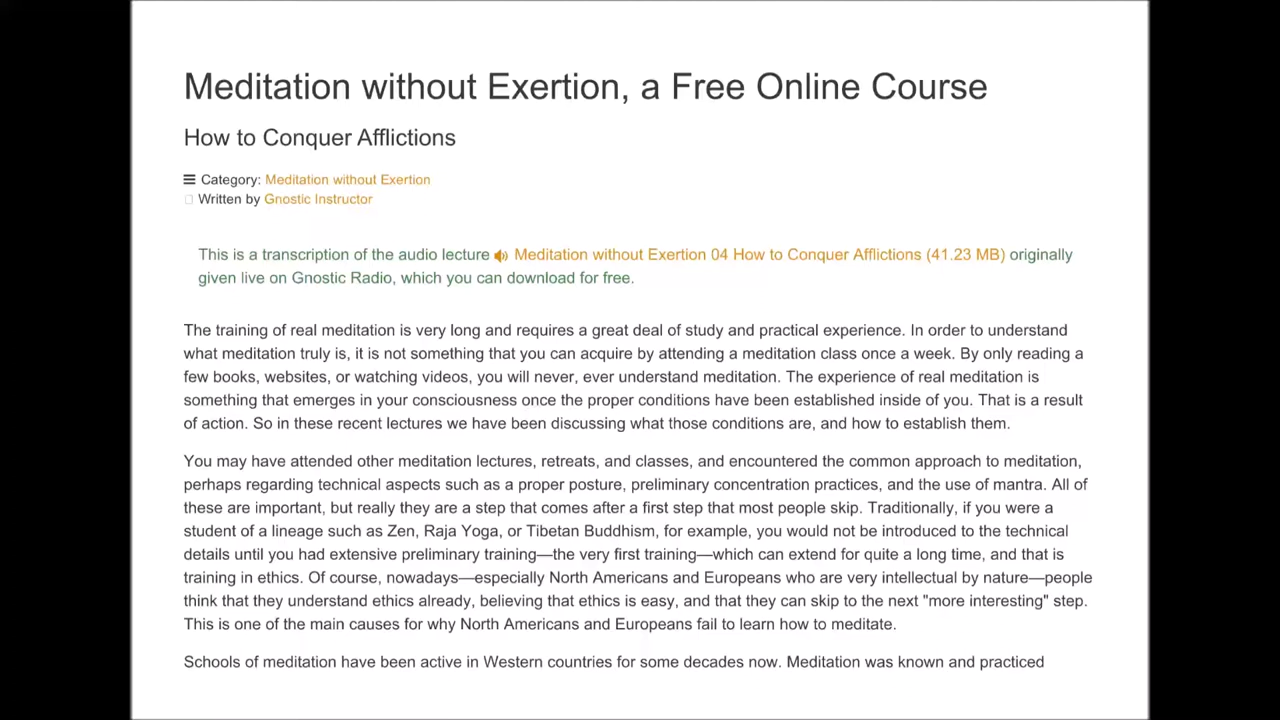 Meditation without Exertion, a Free Online Course
How to Conquer Afflictions
Category: Meditation without Exertion
Written by Gnostic Instructor
This is a transcription of the audio lecture Meditation without Exertion 04 How to Conquer Afflictions (41.23 MB) originally
given live on Gnostic Radio, which you can download for free.
The training of real meditation is very long and requires a great deal of study and practical experience. In order to understand
what meditation truly is, it is not something that you can acquire by attending a meditation class once a week. By only reading a
few books, websites, or watching videos, you will never, ever understand meditation. The experience of real meditation is
something that emerges in your consciousness once the proper conditions have been established inside of you. That is a result
of action. So in these recent lectures we have been discussing what those conditions are, and how to establish them.
You may have attended other meditation lectures, retreats, and classes, and encountered the common approach to meditation,
perhaps regarding technical aspects such as a proper posture, preliminary concentration practices, and the use of mantra. All of
these are important, but really they are a step that comes after a first step that most people skip. Traditionally, if you were a
student of a lineage such as Zen, Raja Yoga, or Tibetan Buddhism, for example, you would not be introduced to the technical
details until you had extensive preliminary training—the very first training—which can extend for quite a long time, and that is
training in ethics. Of course, nowadays—especially North Americans and Europeans who are very intellectual by nature—people
think that they understand ethics already, believing that ethics is easy, and that they can skip to the next "more interesting" step.
This is one of the main causes for why North Americans and Europeans fail to learn how to meditate.
Schools of meditation have been active in Western countries for some decades now. Meditation was known and practiced